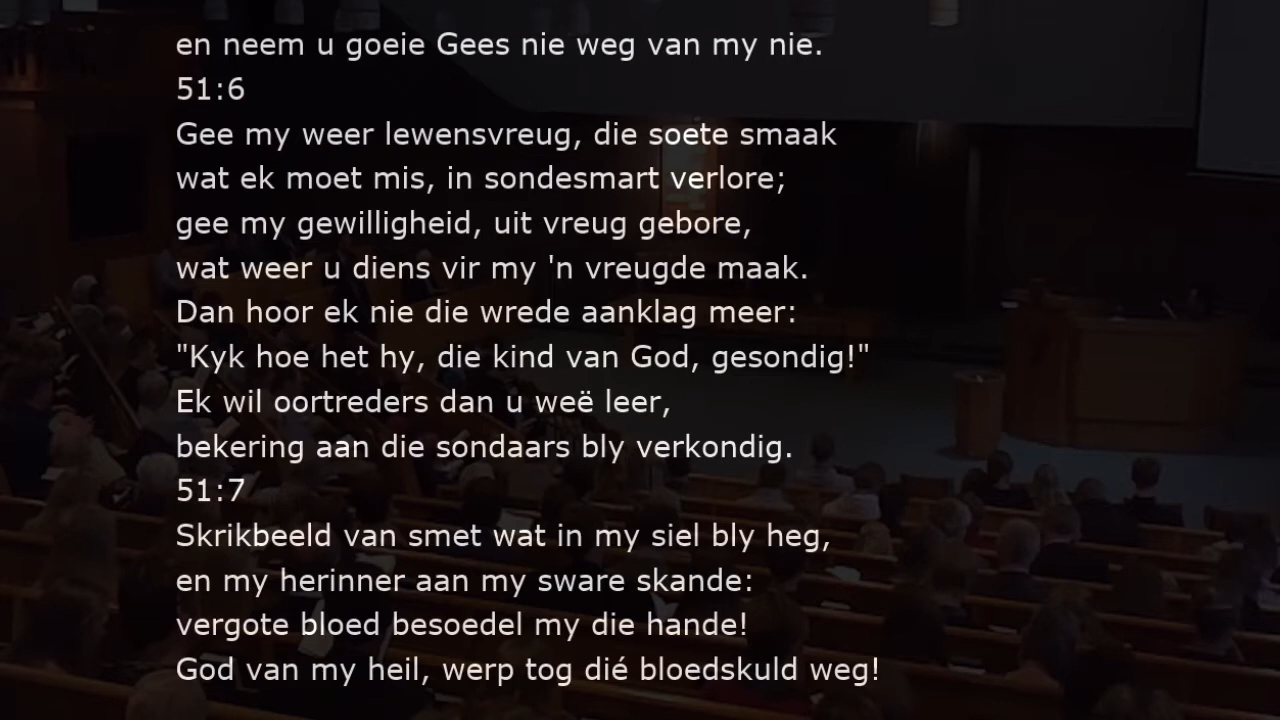 en neem u goeie Gees nie weg van my nie.
51:6
Gee my weer lewensvreug, die soete smaak
wat ek moet mis, in sondesmart verlore;
gee my gewilligheid, uit vreug gebore,
wat weer u diens vir my 'n vreugde maak.
Dan hoor ek nie die wrede aanklag meer:
"Kyk hoe het hy, die kind van God, gesondig!"
Ek wil oortreders dan u weë leer,
bekering aan die sondaars bly verkondig.
51:7
Skrikbeeld van smet wat in my siel bly heg,
en my herinner aan my sware skande:
vergote bloed besoedel my die hande!
God van my heil, werp tog dié bloedskuld weg!